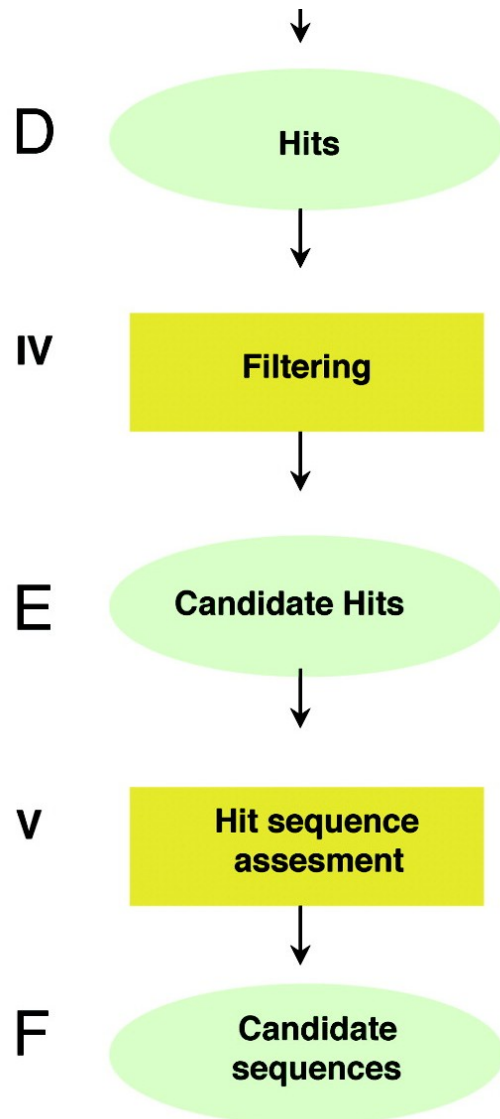 D
Hits
IV
Filtering
E
Candidate Hits
V
Hit sequence
assesment
F
Candidate
sequences